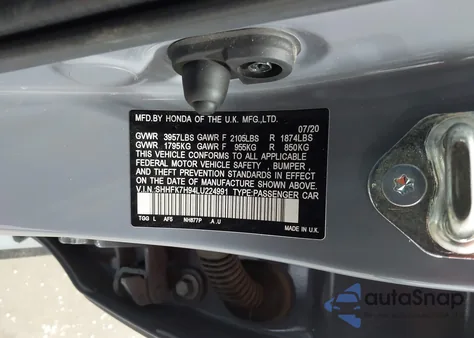 MFD.BY HONDA OF THE U.K. MFG.,LTD.
07/20
GVWR 3957LBS GAWR F 2105LBS R 1874LBS
GVWR 1795KG GAWR F 955KG R 850KG
THIS VEHICLE CONFORMS TO ALL APPLICABLE
FEDERAL MOTOR VEHICLE SAFETY , BUMPER ,
AND THEFT PREVENTION STANDARDS IN
EFFECT ON THE DATE OF MANUFACTURE SHOWN ABOVE.
V.I.N.:SHHFK7H94LU224991 TYPE:PASSENGER CAR
TGG L AF5 NH877P .A.U MADE IN U.K.
autoSnap